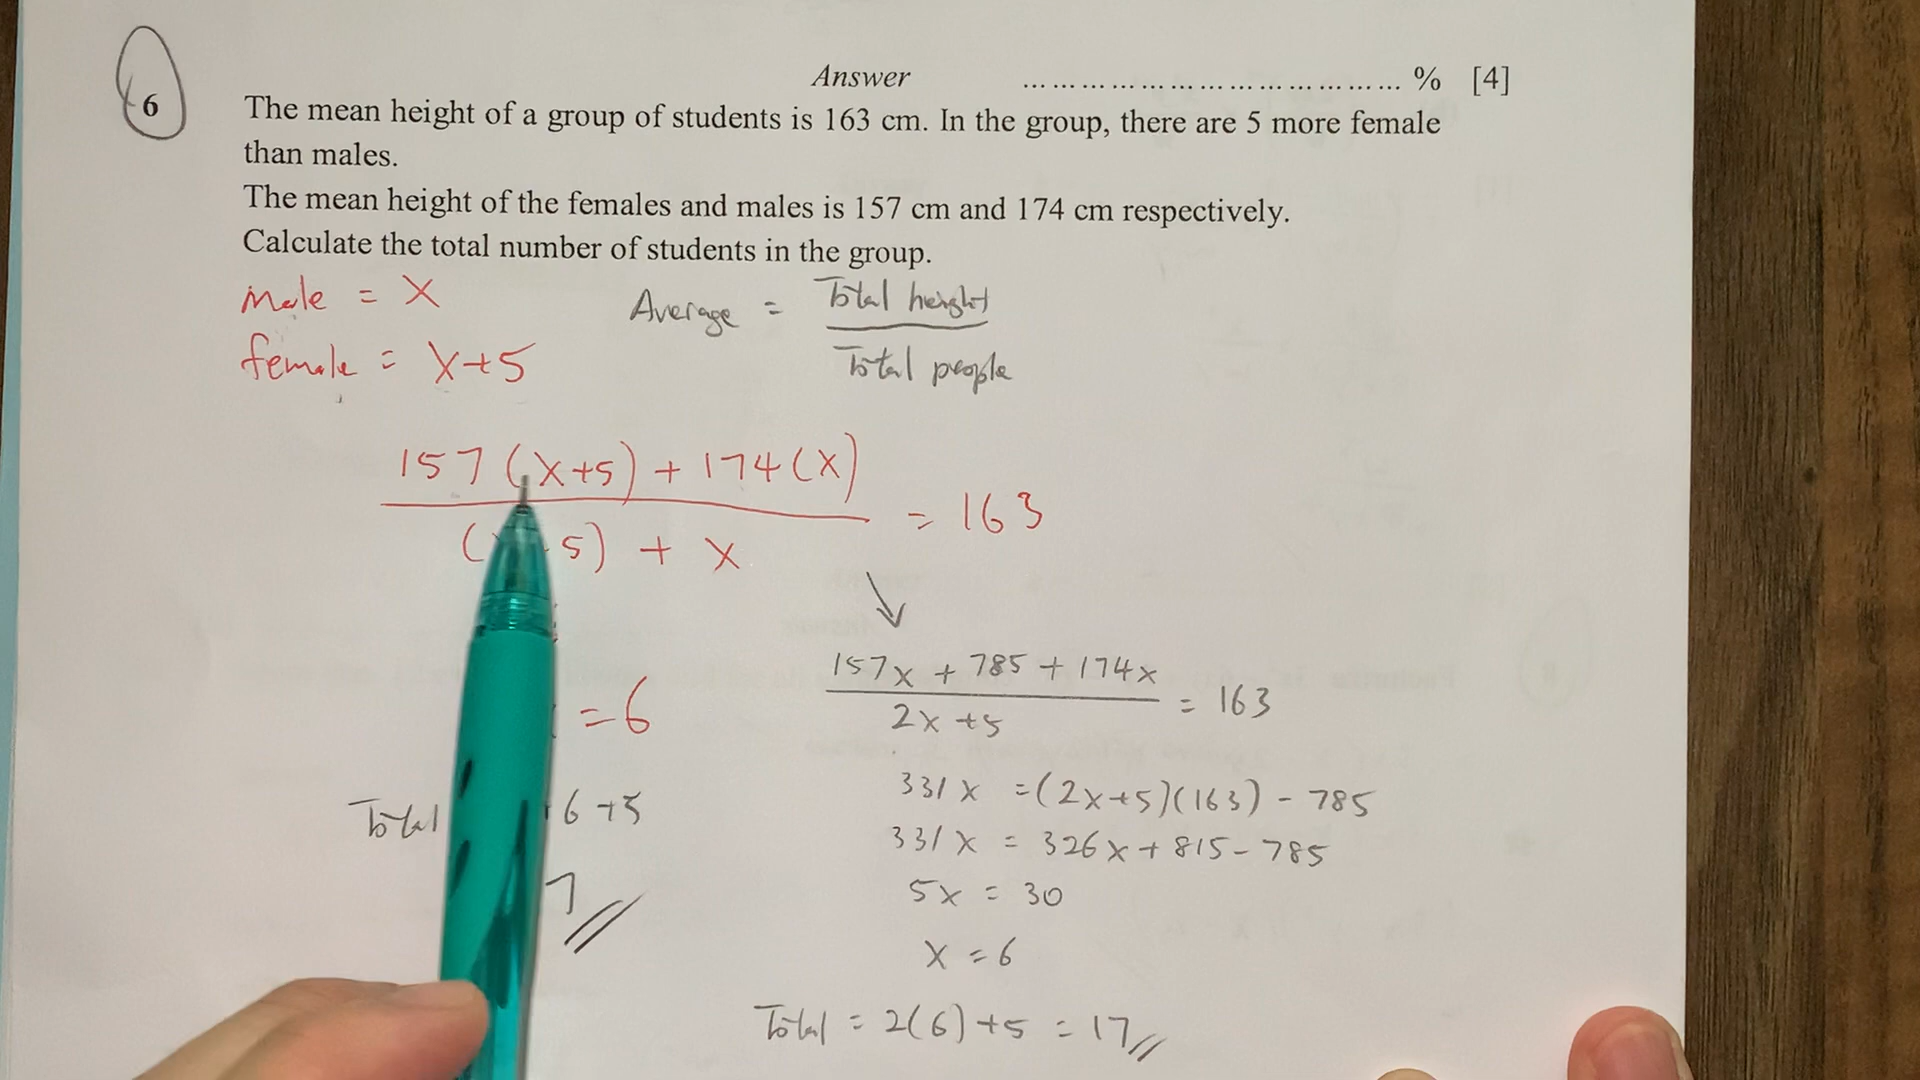 Answer ....................................... % [4]
6 The mean height of a group of students is 163 cm. In the group, there are 5 more female
than males.
The mean height of the females and males is 157 cm and 174 cm respectively.
Calculate the total number of students in the group.
male = x
female = x+5
Average = Total height
Total people
157 (x+5) + 174 (x)
5) + x
= 163
157x + 785 + 174x
2x +5
= 163
= 6
331x = (2x+5)(163) - 785
Total 6 +5
331x = 326x + 815 - 785
7
5x = 30
x = 6
Total = 2(6) +5 = 17